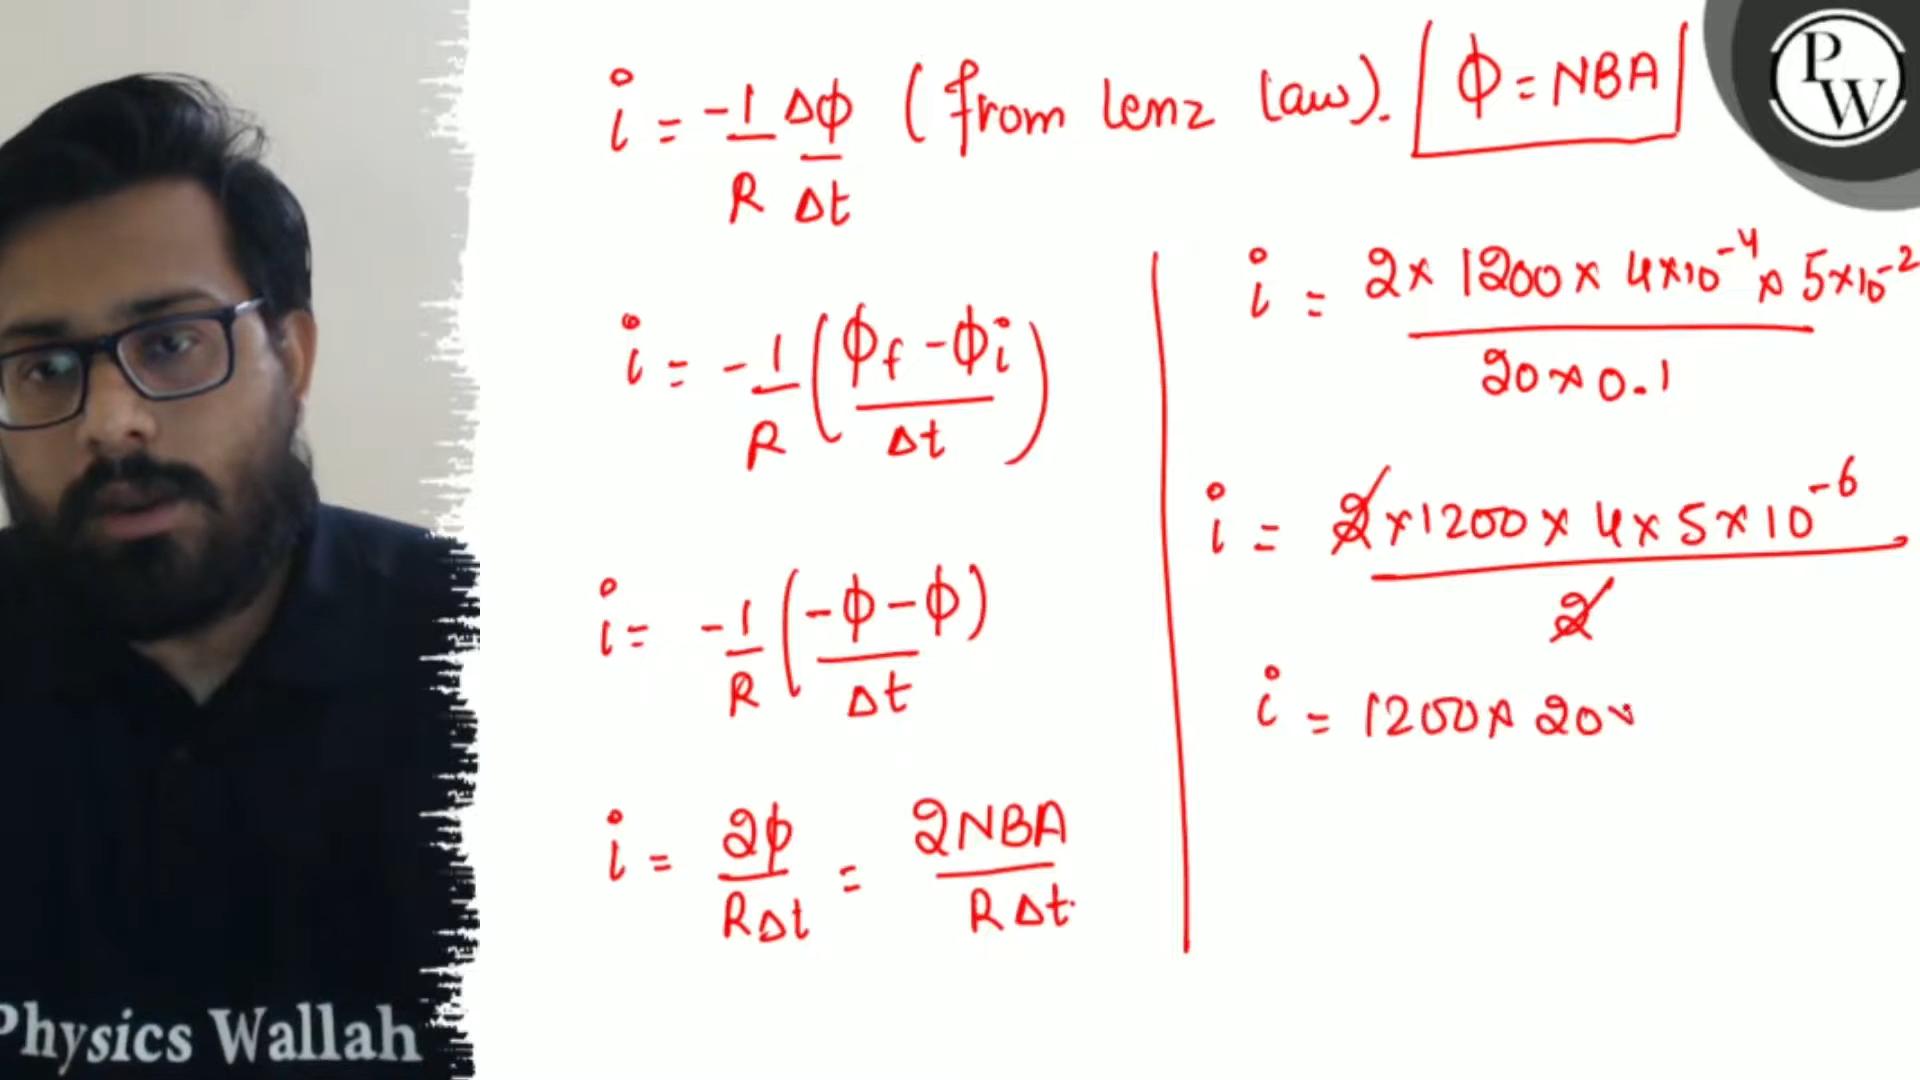 i = -1/R Δϕ/Δt (from lenz law). ϕ = NBA
i = -1/R (ϕf - ϕi / Δt)
i = -1/R (-ϕ - ϕ / Δt)
i = 2ϕ / RΔt = 2NBA / RΔt.
i = 2 × 1200 × 4×10⁻⁴ × 5×10⁻² / 20 × 0.1
i = 2 × 1200 × 4 × 5 × 10⁻⁶ / 2
i = 1200 × 20
PW
Physics Wallah